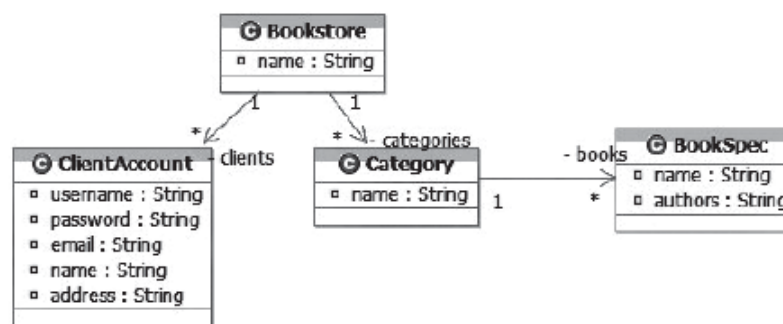 C Bookstore
name : String
1 1
* - clients
* - categories
C ClientAccount
username : String
password : String
email : String
name : String
address : String
C Category
name : String
1
- books
*
C BookSpec
name : String
authors : String